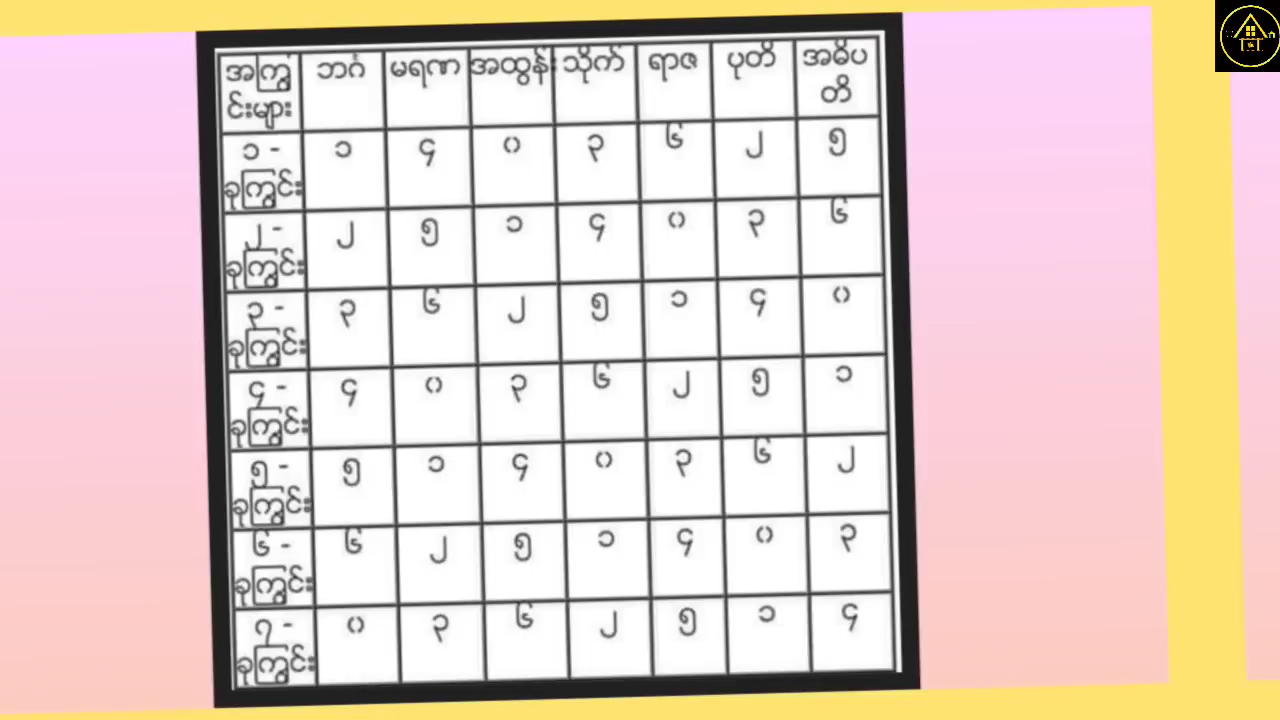 အကြွင်းများ ဘင်္ဂ မရဏ အထွန်း သိုက် ရာဇ ပုတိ အဓိပတိ
၁ - ခုကြွင်း ၁ ၄ ၀ ၃ ၆ ၂ ၅
၂ - ခုကြွင်း ၂ ၅ ၁ ၄ ၀ ၃ ၆
၃ - ခုကြွင်း ၃ ၆ ၂ ၅ ၁ ၄ ၀
၄ - ခုကြွင်း ၄ ၀ ၃ ၆ ၂ ၅ ၁
၅ - ခုကြွင်း ၅ ၁ ၄ ၀ ၃ ၆ ၂
၆ - ခုကြွင်း ၆ ၂ ၅ ၁ ၄ ၀ ၃
၇ - ခုကြွင်း ၀ ၃ ၆ ၂ ၅ ၁ ၄